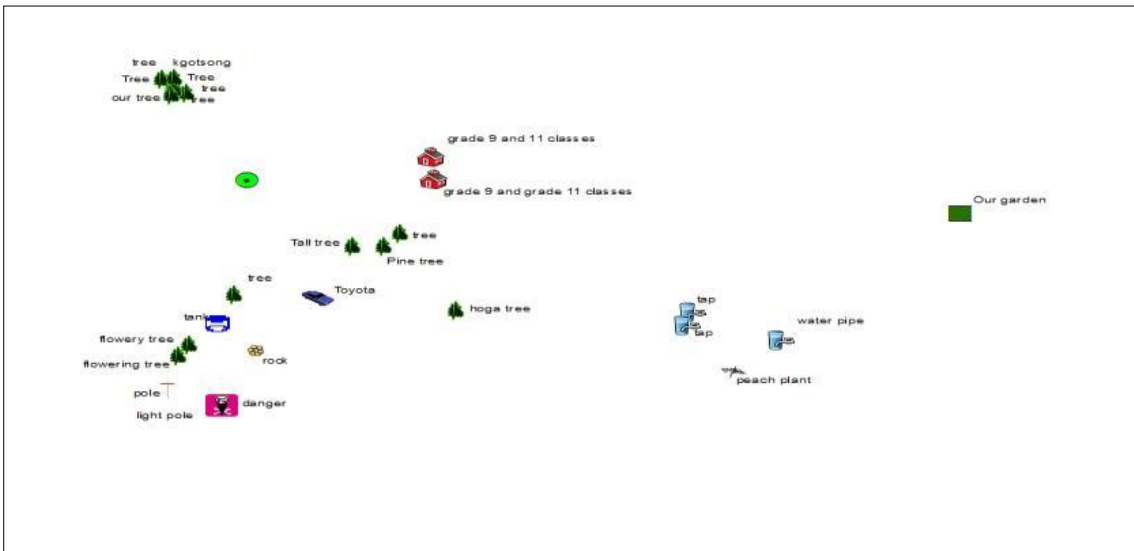 tree kgotsong
Tree Tree
tree
our tree tree
grade 9 and 11 classes
grade 9 and grade 11 classes
Our garden
tree
Tall tree
Pine tree
tree
Toyota
tap
hoga tree
tank
water pipe
tap
flowery tree
rock
flowering tree
peach plant
pole
danger
light pole